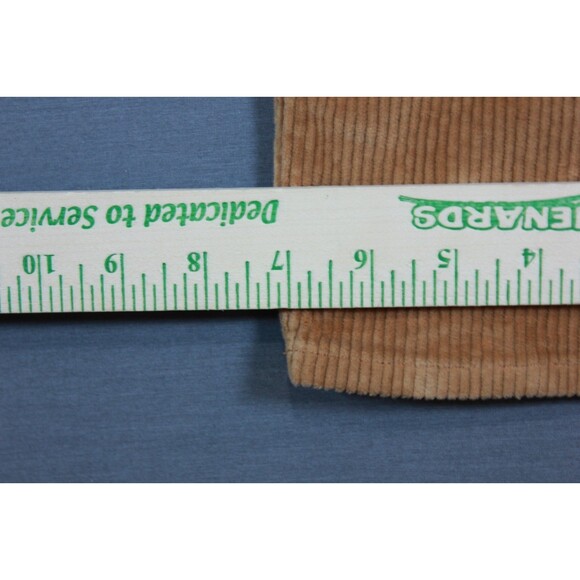 4 5 6 7 8 9 10
ENARDS Dedicated to Service